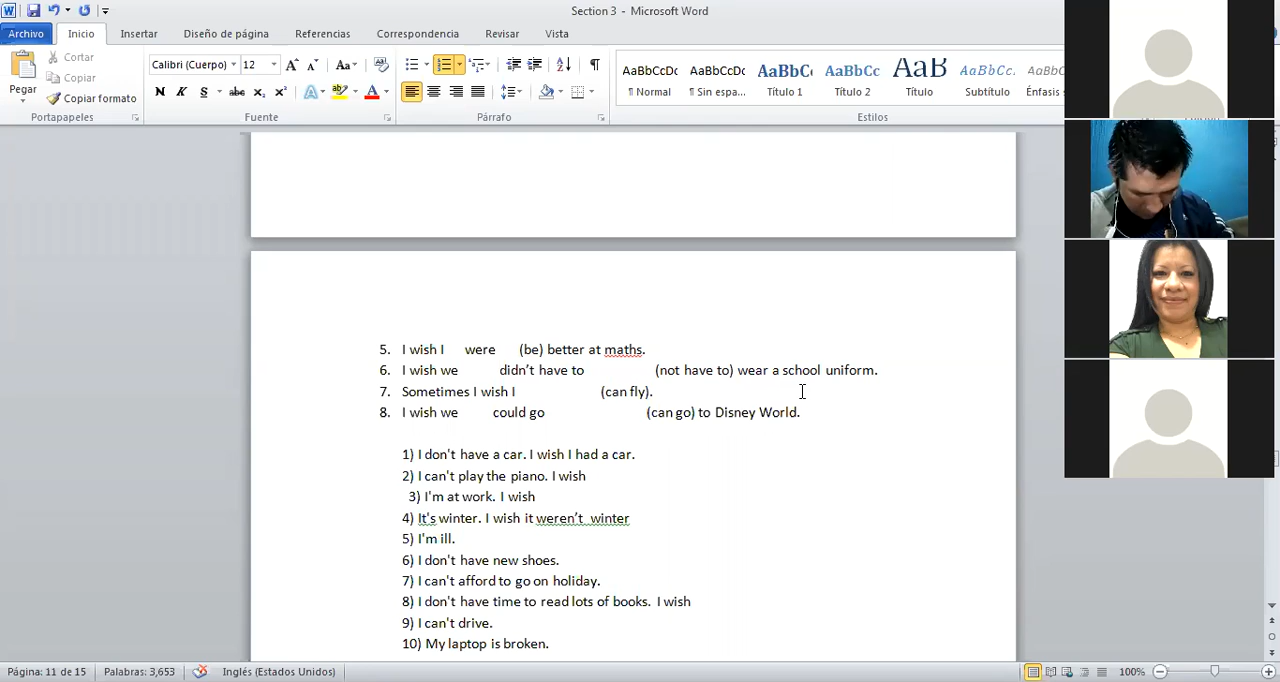 Section 3 - Microsoft Word
Archivo Inicio Insertar Diseño de página Referencias Correspondencia Revisar Vista
Pegar
Cortar
Copiar
Copiar formato
Portapapeles
Calibri (Cuerpo) 12
N K S abc x₂ x²
Fuente
Párrafo
AaBbCcDc AaBbCcDc AaBbC( AaBbCc AaB AaBbCc. AaBbC
¶ Normal ¶ Sin espa... Título 1 Título 2 Título Subtítulo Énfasis
Estilos
5. I wish I were (be) better at maths.
6. I wish we didn't have to (not have to) wear a school uniform.
7. Sometimes I wish I (can fly).
8. I wish we could go (can go) to Disney World.
1) I don't have a car. I wish I had a car.
2) I can't play the piano. I wish
3) I'm at work. I wish
4) It's winter. I wish it weren't winter
5) I'm ill.
6) I don't have new shoes.
7) I can't afford to go on holiday.
8) I don't have time to read lots of books. I wish
9) I can't drive.
10) My laptop is broken.
Página: 11 de 15 Palabras: 3,653 Inglés (Estados Unidos) 100%